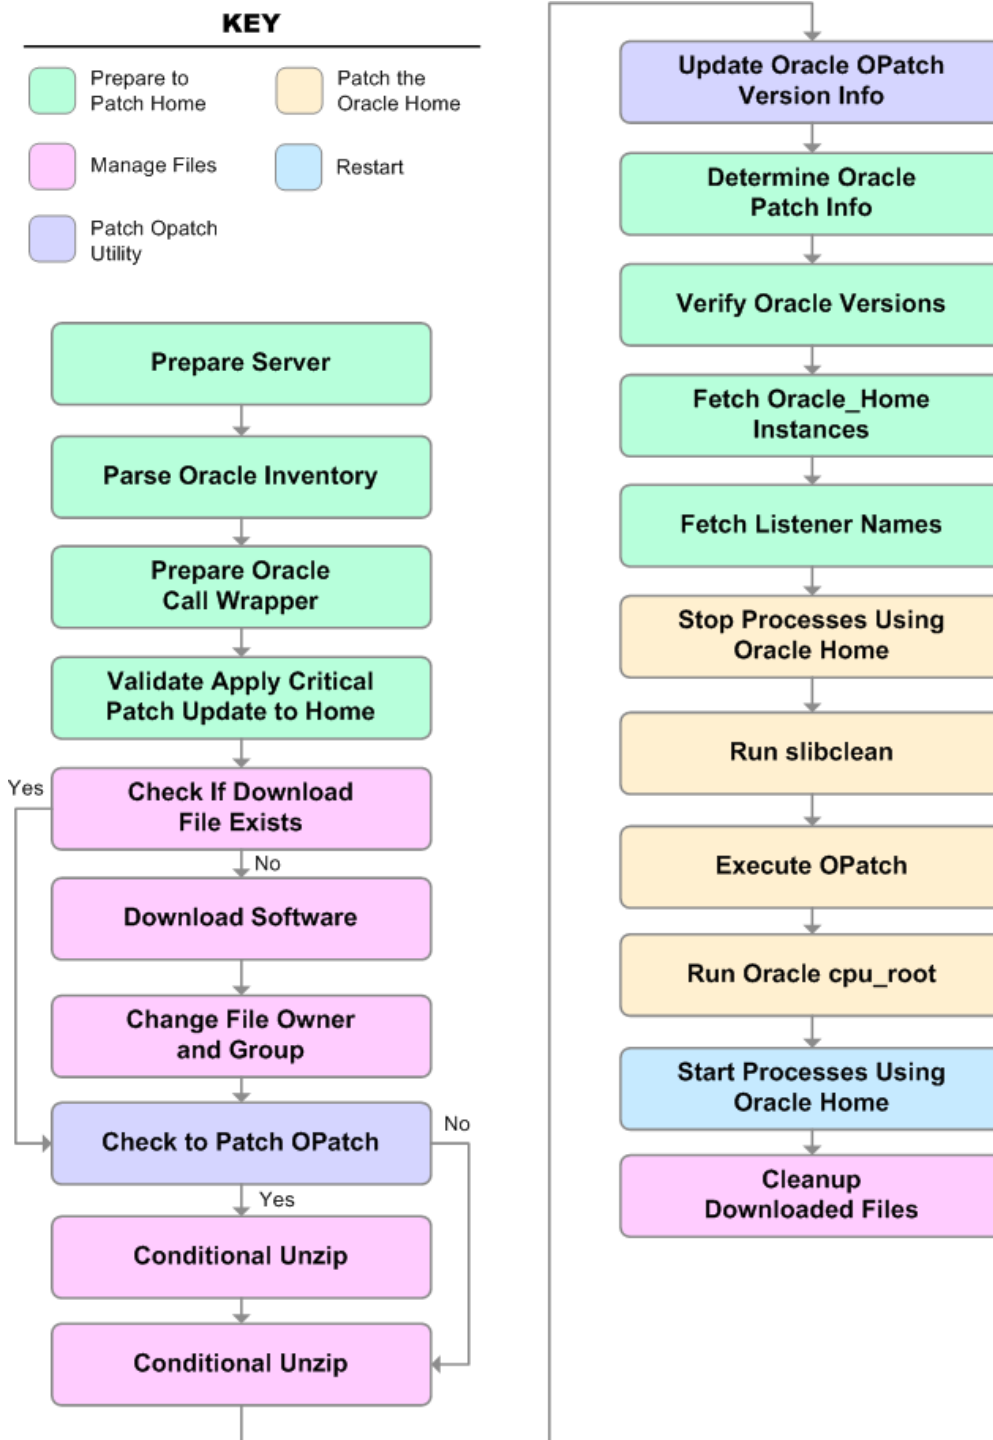 KEY
Prepare to
Patch Home
Patch the
Oracle Home
Manage Files
Restart
Patch Opatch
Utility
Prepare Server
Parse Oracle Inventory
Prepare Oracle
Call Wrapper
Validate Apply Critical
Patch Update to Home
Yes
Check If Download
File Exists
No
Download Software
Change File Owner
and Group
Check to Patch OPatch
No
Yes
Conditional Unzip
Conditional Unzip
Update Oracle OPatch
Version Info
Determine Oracle
Patch Info
Verify Oracle Versions
Fetch Oracle_Home
Instances
Fetch Listener Names
Stop Processes Using
Oracle Home
Run slibclean
Execute OPatch
Run Oracle cpu_root
Start Processes Using
Oracle Home
Cleanup
Downloaded Files